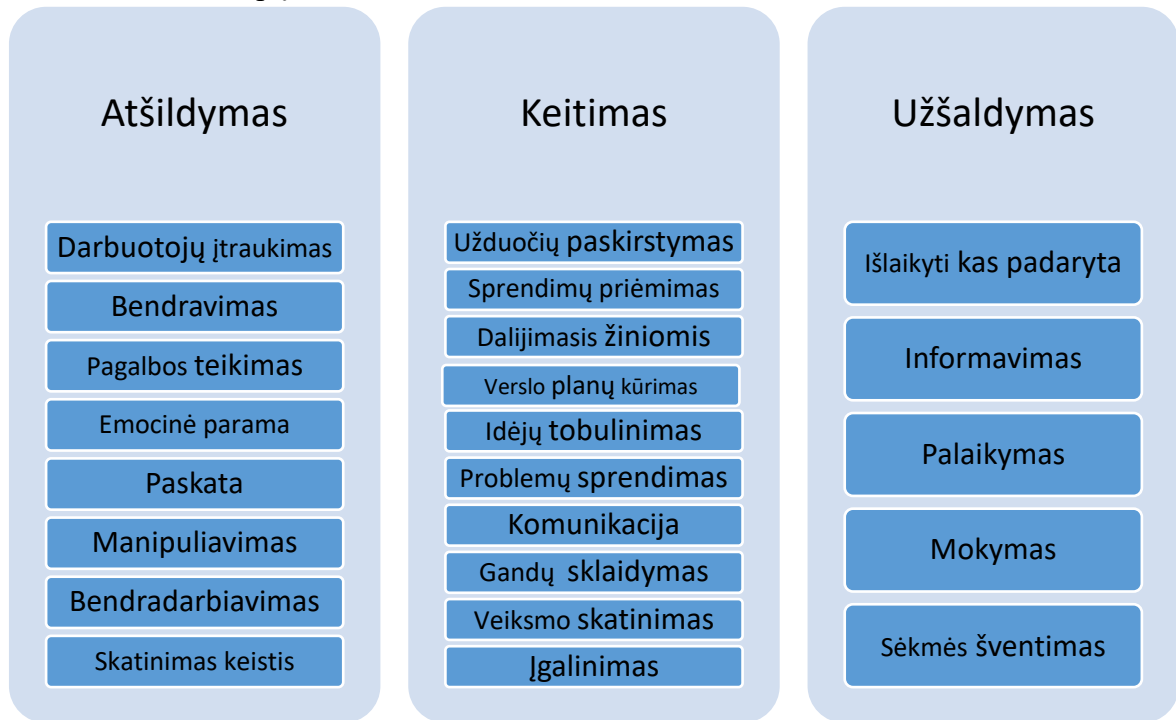 Atšildymas
Darbuotojų įtraukimas
Bendravimas
Pagalbos teikimas
Emocinė parama
Paskata
Manipuliavimas
Bendradarbiavimas
Skatinimas keistis
Keitimas
Užduočių paskirstymas
Sprendimų priėmimas
Dalijimasis žiniomis
Verslo planų kūrimas
Idėjų tobulinimas
Problemų sprendimas
Komunikacija
Gandų sklaidymas
Veiksmo skatinimas
Įgalinimas
Užšaldymas
Išlaikyti kas padaryta
Informavimas
Palaikymas
Mokymas
Sėkmės šventimas